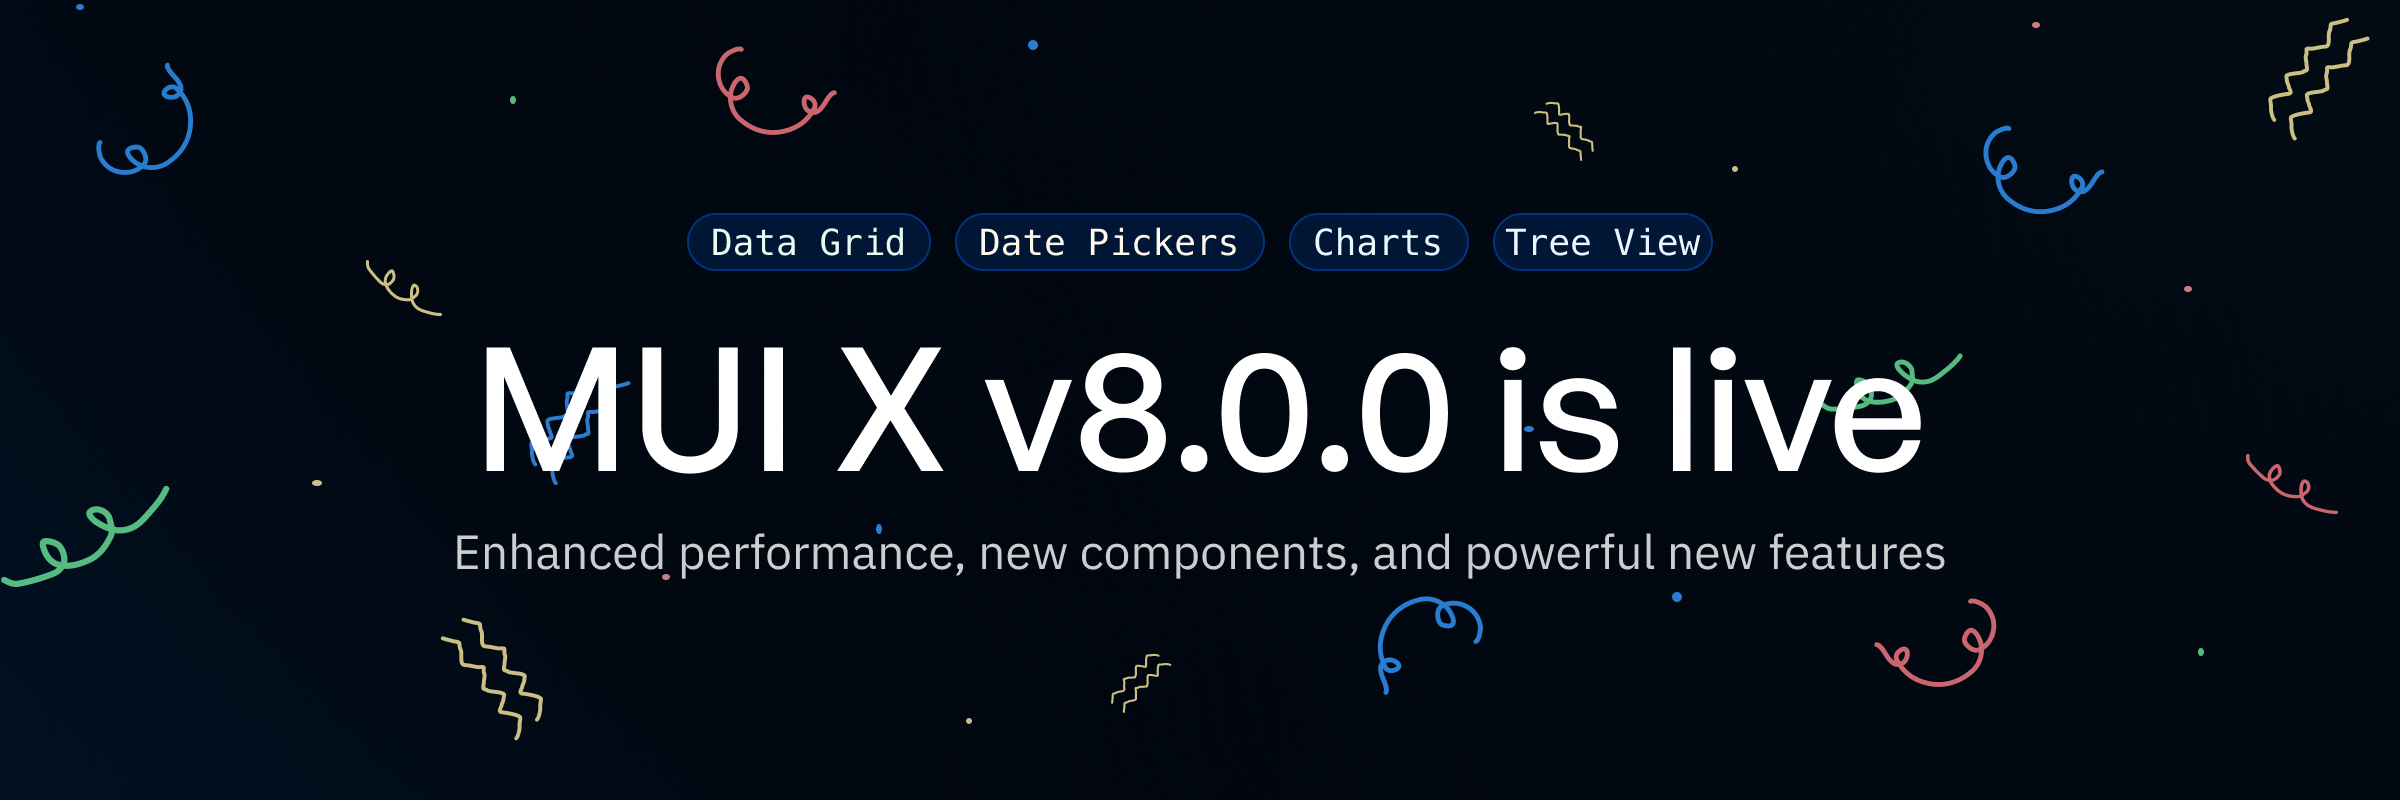 Data Grid Date Pickers Charts Tree View
MUI X v8.0.0 is live
Enhanced performance, new components, and powerful new features